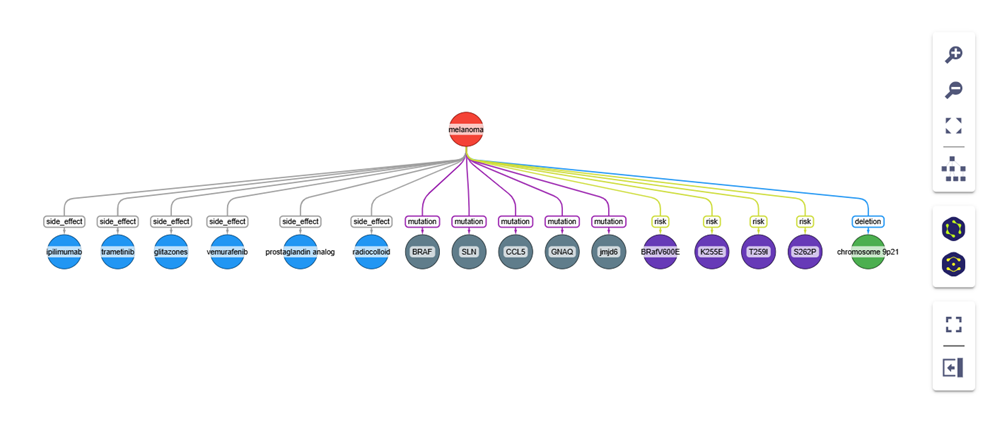 melanoma
side_effect side_effect side_effect side_effect side_effect side_effect mutation mutation mutation mutation mutation risk risk risk risk deletion
ipilimumab trametinib glitazones vemurafenib prostaglandin analog radiocolloid BRAF SLN CCL5 GNAQ jmjd6 BRafV600E K255E T259I S262P chromosome 9p21